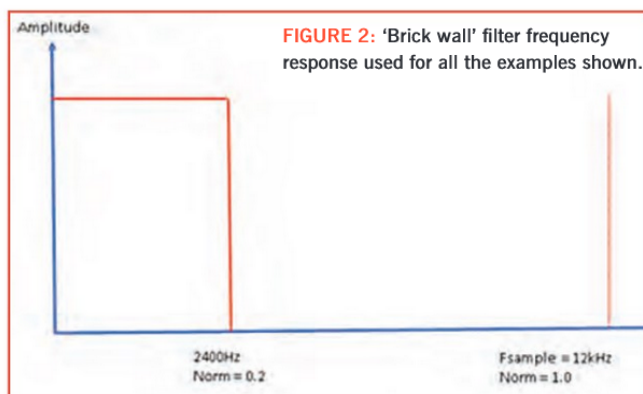 Amplitude
FIGURE 2: ‘Brick wall’ filter frequency
response used for all the examples shown.
2400Hz
Norm = 0.2
Fsample = 12kHz
Norm = 1.0